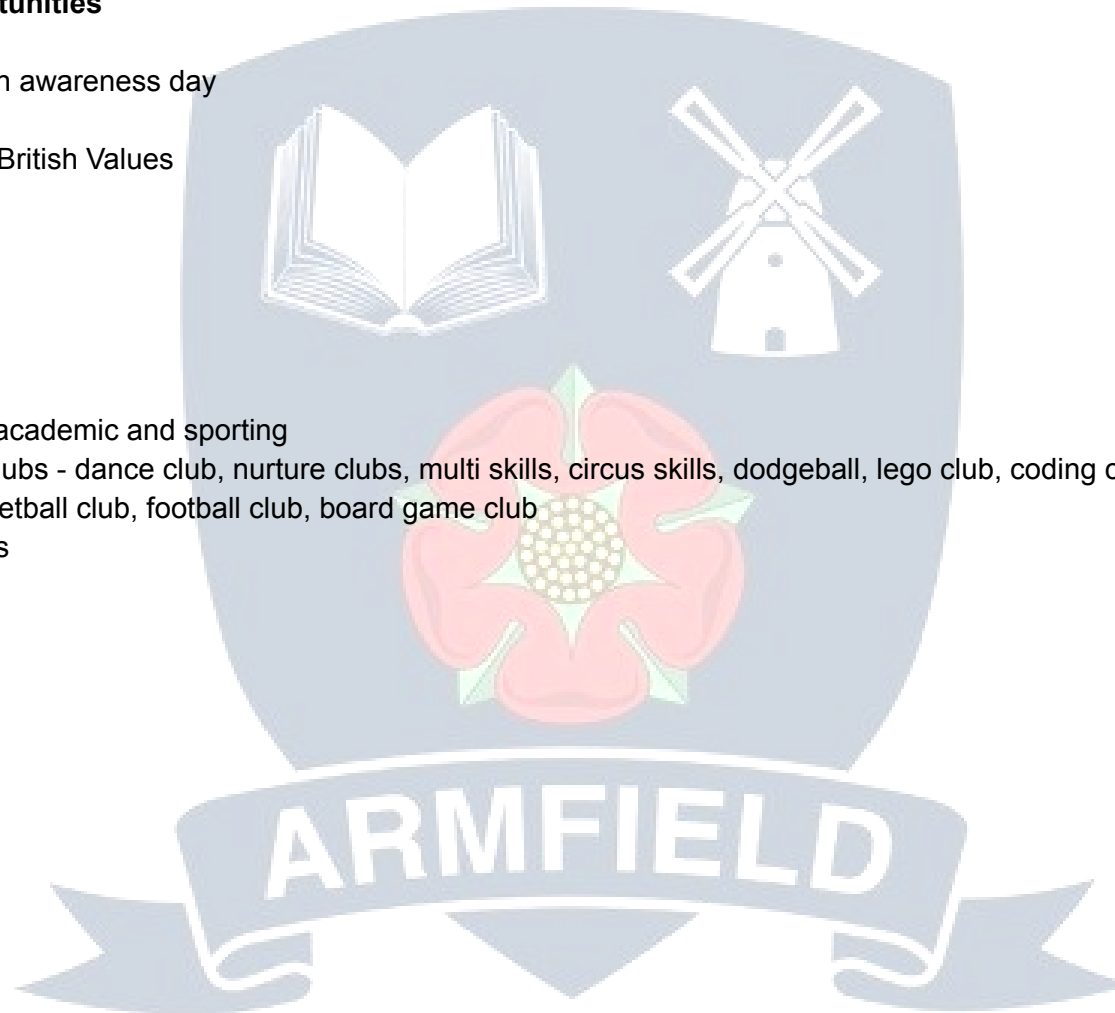 tunities
n awareness day
British Values
academic and sporting
lubs - dance club, nurture clubs, multi skills, circus skills, dodgeball, lego club, coding c
etball club, football club, board game club
s
ARMFIELD